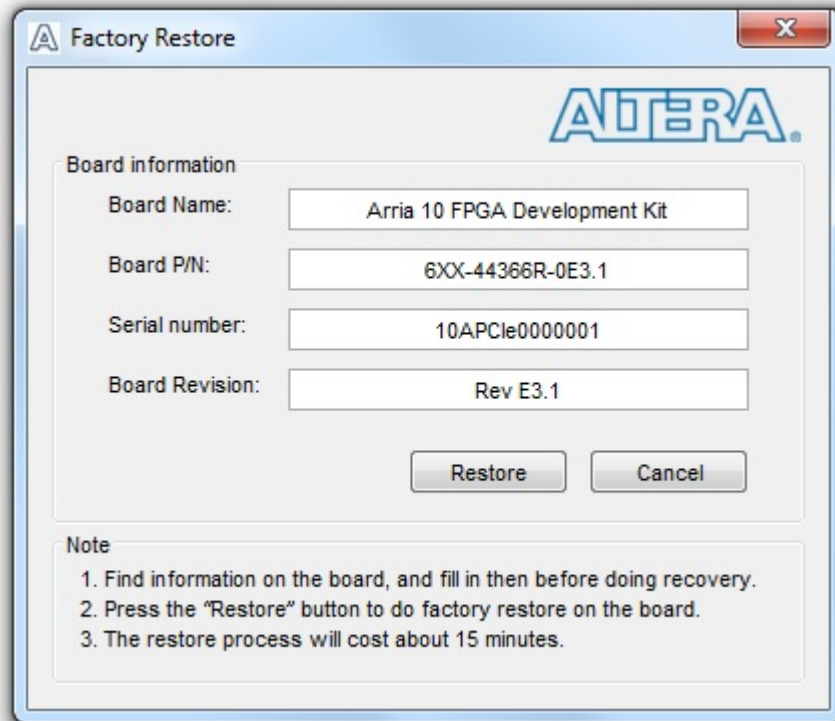 Factory Restore
ALTERA.
Board information
Board Name:
Arria 10 FPGA Development Kit
Board P/N:
6XX-44366R-0E3.1
Serial number:
10APCIe0000001
Board Revision:
Rev E3.1
Restore
Cancel
Note
1. Find information on the board, and fill in then before doing recovery.
2. Press the "Restore" button to do factory restore on the board.
3. The restore process will cost about 15 minutes.